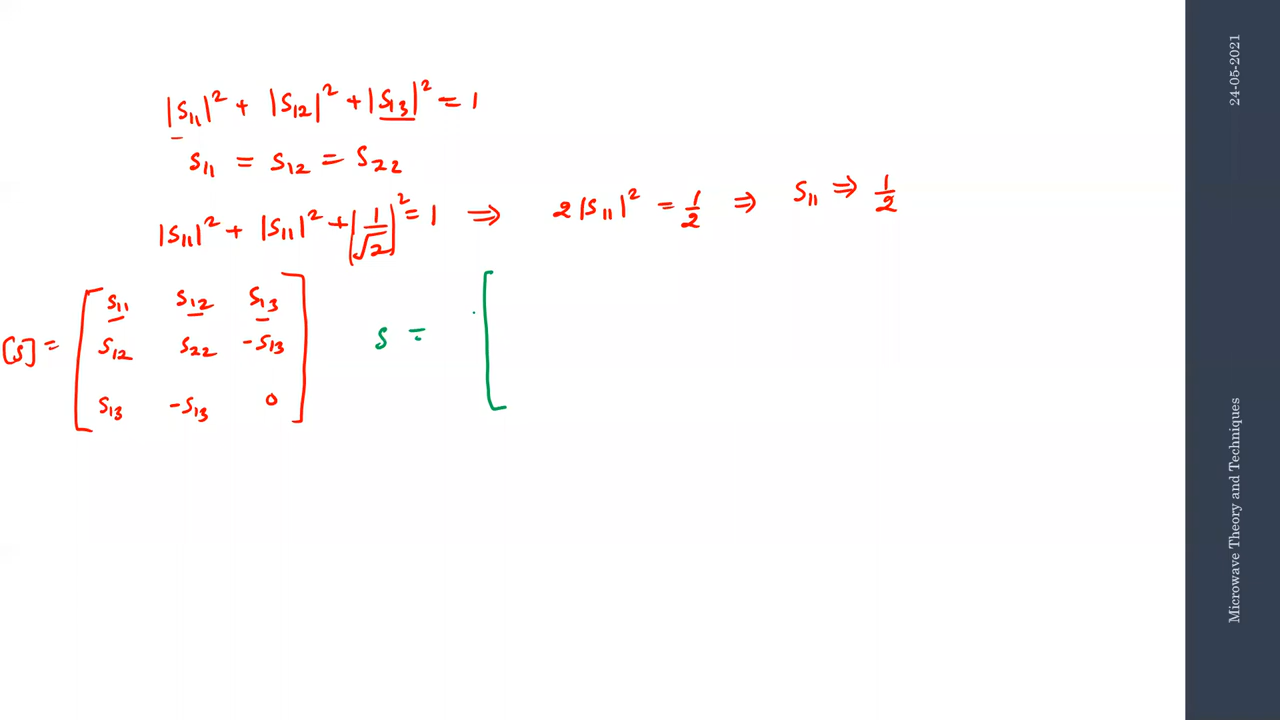 |S₁₁|² + |S₁₂|² + |S₁₃|² = 1
S₁₁ = S₁₂ = S₂₂
|S₁₁|² + |S₁₁|² + |1/√2|² = 1 ⇒ 2|S₁₁|² = 1/2 ⇒ S₁₁ ⇒ 1/2
[S] = [ S₁₁ S₁₂ S₁₃
S₁₂ S₂₂ -S₁₃
S₁₃ -S₁₃ 0 ]
S = [
24-05-2021
Microwave Theory and Techniques